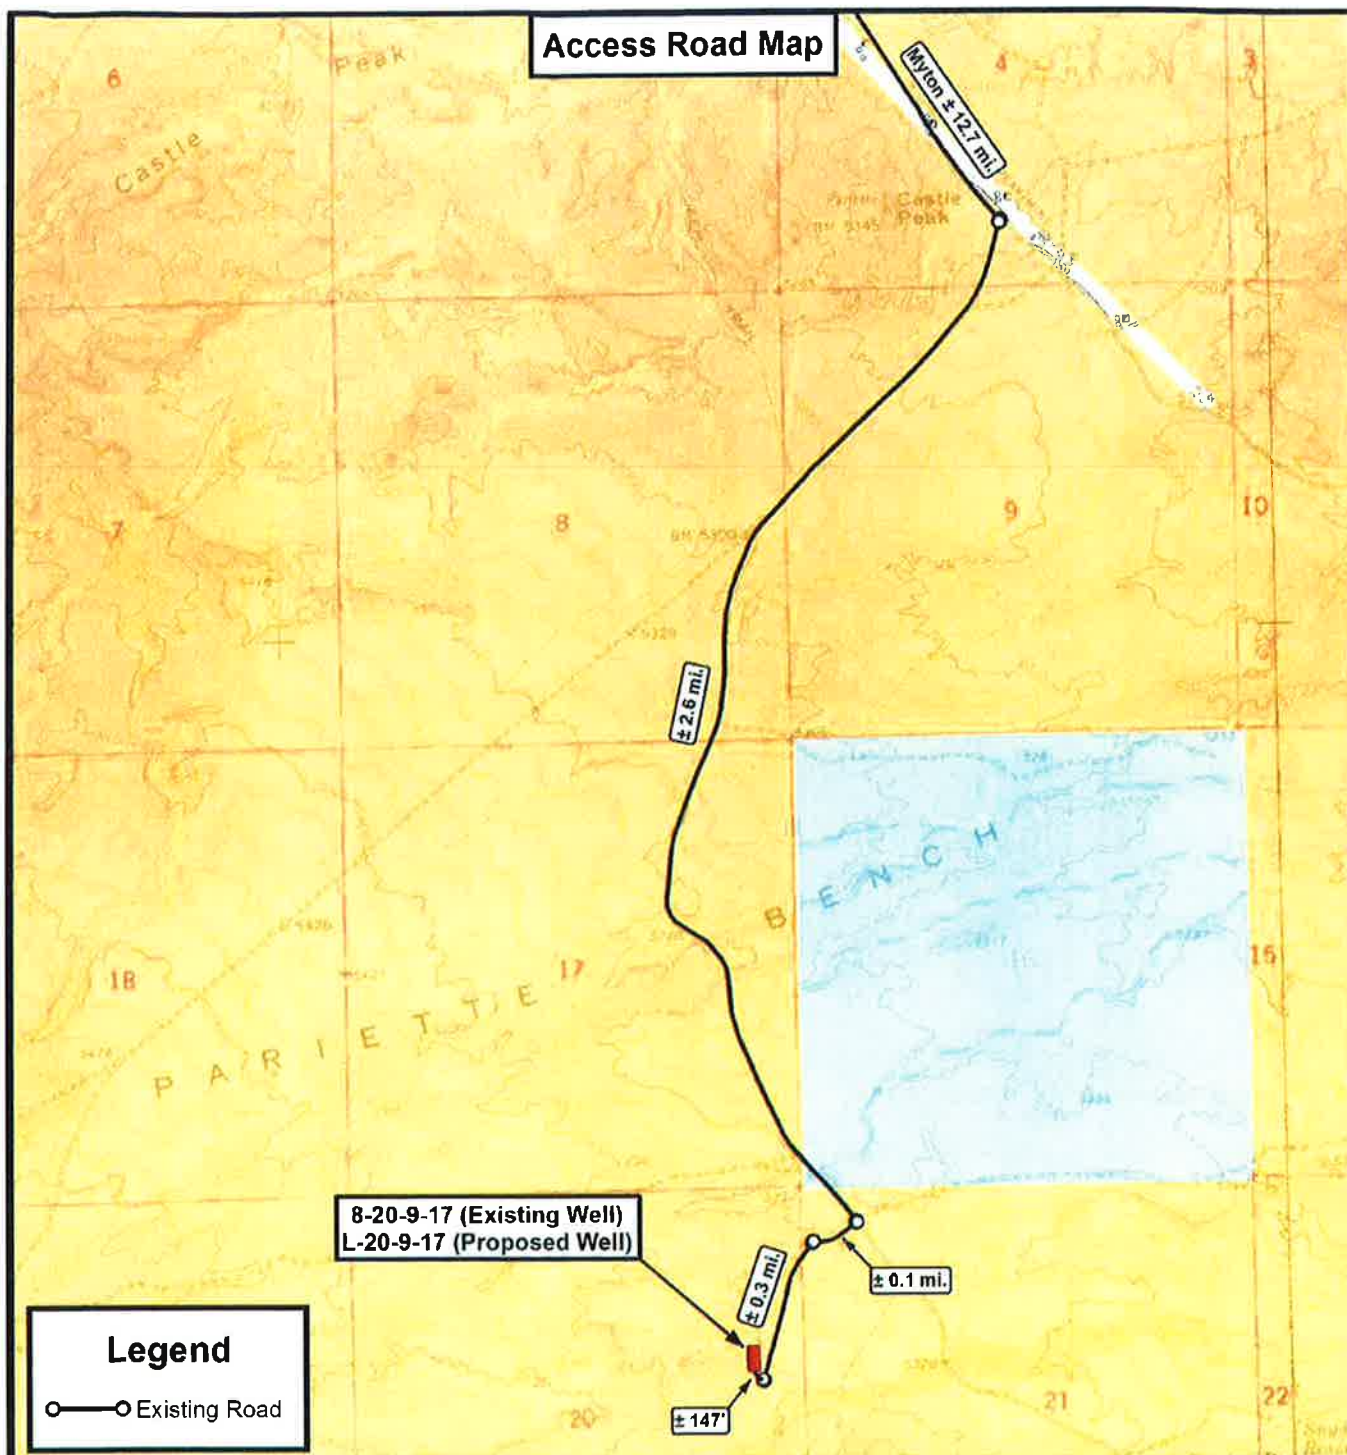 Access Road Map
Myton ± 12.7 mi.
6
Peak
4
3
Castle
Castle
Peak
7
8
9
10
± 2.6 mi.
BENCH
18
17
16
PARIETTE
8-20-9-17 (Existing Well)
L-20-9-17 (Proposed Well)
± 0.3 mi.
± 0.1 mi.
± 147'
Legend
Existing Road
20
21
22